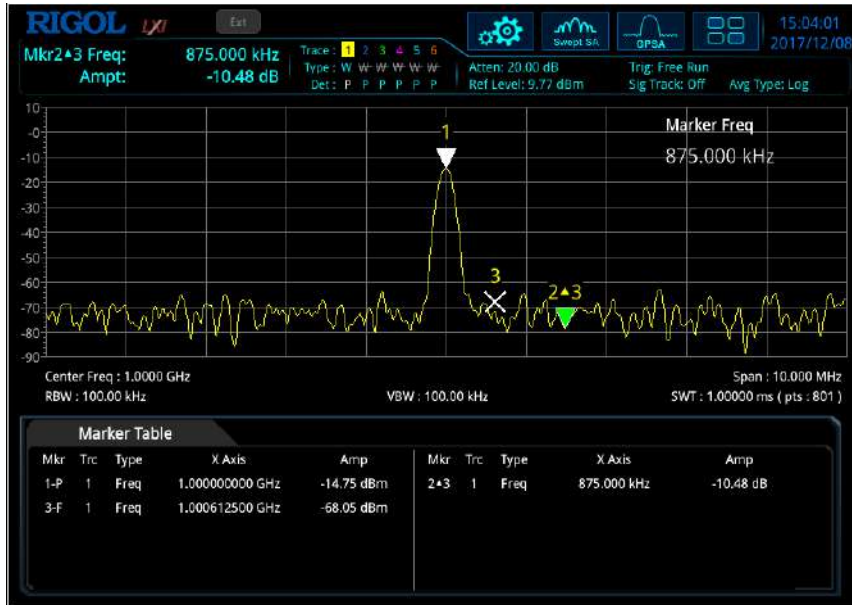 RIGOL LXI Ext Swept SA GPSA 15:04:01
2017/12/08
Mkr2▲3 Freq: 875.000 kHz
Ampt: -10.48 dB
Trace : 1 2 3 4 5 6
Type : W W W W W W
Det : P P P P P P
Atten: 20.00 dB Trig: Free Run
Ref Level: 9.77 dBm Sig Track: Off Avg Type: Log
Marker Freq
875.000 kHz
10
-0
-10
-20
-30
-40
-50
-60
-70
-80
-90
1
3
2▲3
Center Freq : 1.0000 GHz Span : 10.000 MHz
RBW : 100.00 kHz VBW : 100.00 kHz SWT : 1.00000 ms ( pts : 801 )
Marker Table
Mkr Trc Type X Axis Amp Mkr Trc Type X Axis Amp
1-P 1 Freq 1.000000000 GHz -14.75 dBm 2▲3 1 Freq 875.000 kHz -10.48 dB
3-F 1 Freq 1.000612500 GHz -68.05 dBm